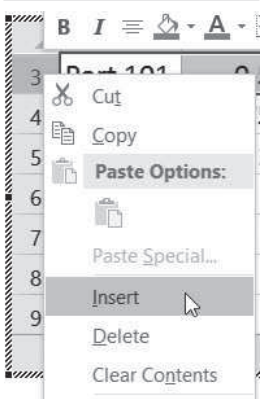 B I A
3 Part 101
4 Cut
Copy
5 Paste Options:
6
7 Paste Special...
8 Insert
9 Delete
Clear Contents